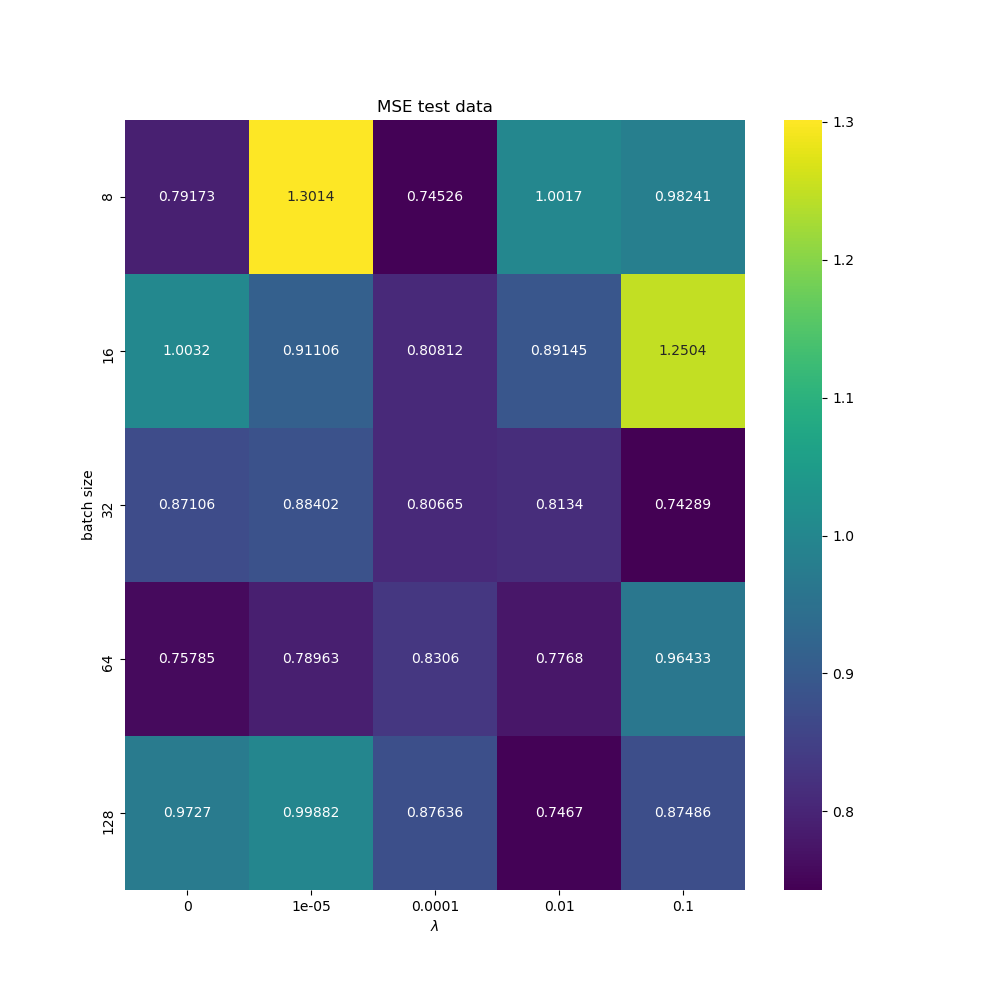 MSE test data
8 0.79173 1.3014 0.74526 1.0017 0.98241
16 1.0032 0.91106 0.80812 0.89145 1.2504
32 0.87106 0.88402 0.80665 0.8134 0.74289
64 0.75785 0.78963 0.8306 0.7768 0.96433
128 0.9727 0.99882 0.87636 0.7467 0.87486
batch size
0 1e-05 0.0001 0.01 0.1
λ
1.3
1.2
1.1
1.0
0.9
0.8